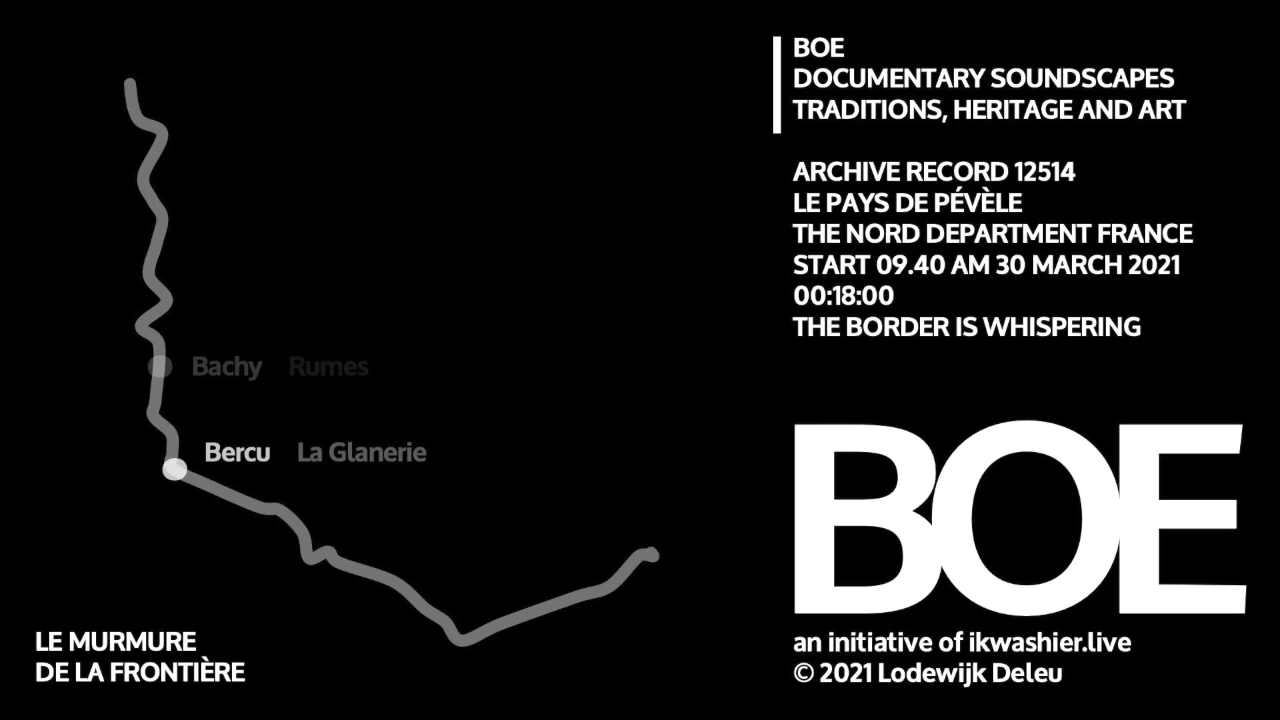 BOE
DOCUMENTARY SOUNDSCAPES
TRADITIONS, HERITAGE AND ART
ARCHIVE RECORD 12514
LE PAYS DE PÉVÈLE
THE NORD DEPARTMENT FRANCE
START 09.40 AM 30 MARCH 2021
00:18:00
THE BORDER IS WHISPERING
Bachy Rumes
Bercu La Glanerie
BOE
an initiative of ikwashier.live
© 2021 Lodewijk Deleu
LE MURMURE
DE LA FRONTIÈRE